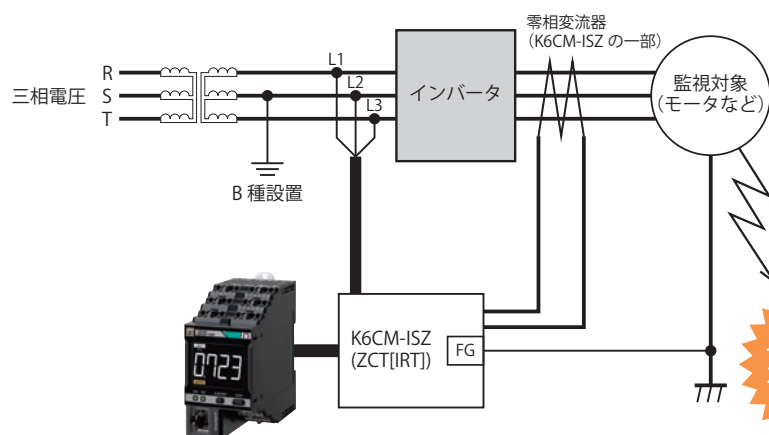 零相変流器
(K6CM-ISZ の一部)
L1
R
インバータ
監視対象
(モータなど)
三相電圧
S
L2
T
L3
B 種設置
K6CM-ISZ
(ZCT[IRT])
FG
0723